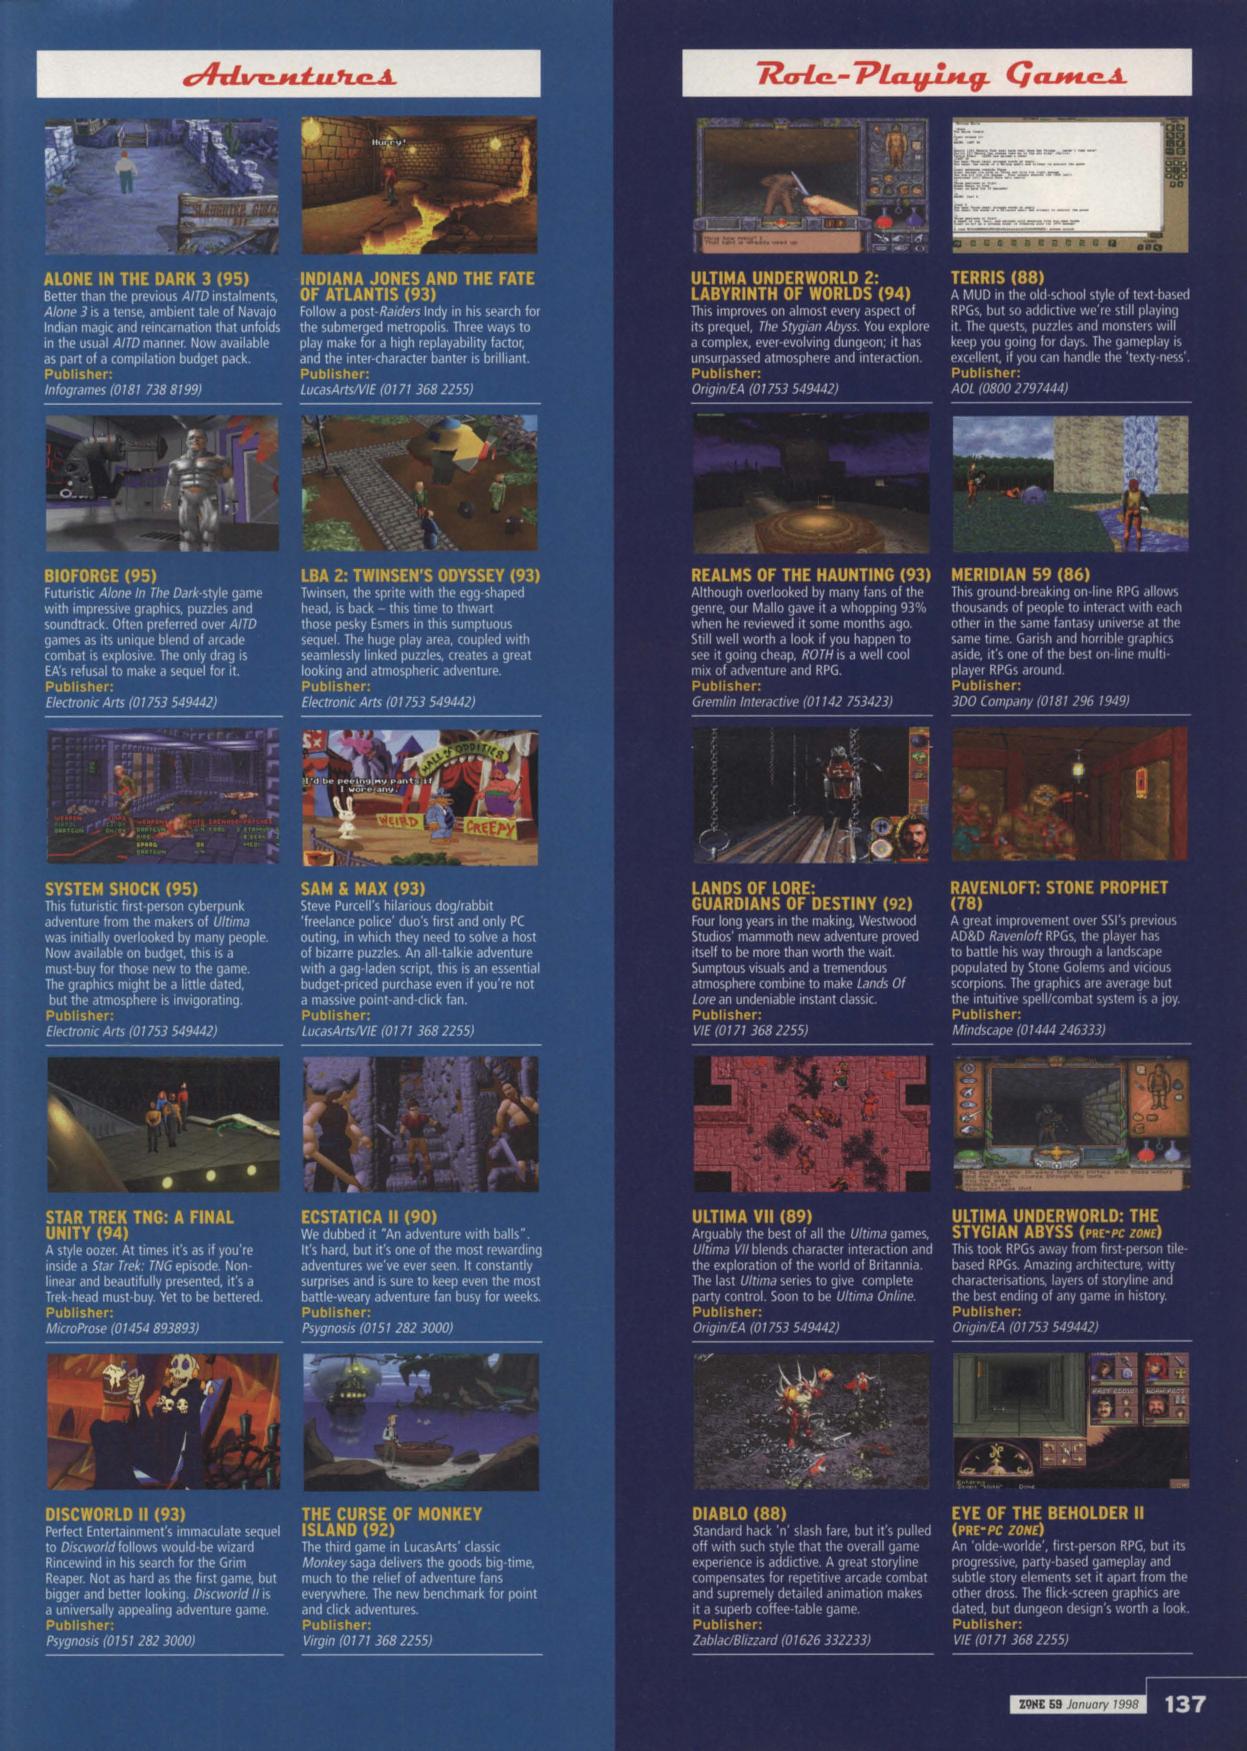 Adventures
ALONE IN THE DARK 3 (95)
Better than the previous AITD instalments,
Alone 3 is a tense, ambient tale of Navajo
Indian magic and reincarnation that unfolds
in the usual AITD manner. Now available
as part of a compilation budget pack.
Publisher:
Infogrames (0181 738 8199)
BIOFORGE (95)
Futuristic Alone In The Dark-style game
with impressive graphics, puzzles and
soundtrack. Often preferred over AITD
games as its unique blend of arcade
combat is explosive. The only drag is
EA's refusal to make a sequel for it.
Publisher:
Electronic Arts (01753 549442)
SYSTEM SHOCK (95)
This futuristic first-person cyberpunk
adventure from the makers of Ultima
was initially overlooked by many people.
Now available on budget, this is a
must-buy for those new to the game.
The graphics might be a little dated,
but the atmosphere is invigorating.
Publisher:
Electronic Arts (01753 549442)
STAR TREK TNG: A FINAL
UNITY (94)
A style oozer. At times it's as if you're
inside a Star Trek: TNG episode. Non-
linear and beautifully presented, it's a
Trek-head must-buy. Yet to be bettered.
Publisher:
MicroProse (01454 893893)
DISCWORLD II (93)
Perfect Entertainment's immaculate sequel
to Discworld follows would-be wizard
Rincewind in his search for the Grim
Reaper. Not as hard as the first game, but
bigger and better looking. Discworld II is
a universally appealing adventure game.
Publisher:
Psygnosis (0151 282 3000)
Hurry!
INDIANA JONES AND THE FATE
OF ATLANTIS (93)
Follow a post-Raiders Indy in his search for
the submerged metropolis. Three ways to
play make for a high replayability factor,
and the inter-character banter is brilliant.
Publisher:
LucasArts/VIE (0171 368 2255)
LBA 2: TWINSEN'S ODYSSEY (93)
Twinsen, the sprite with the egg-shaped
head, is back – this time to thwart
those pesky Esmers in this sumptuous
sequel. The huge play area, coupled with
seamlessly linked puzzles, creates a great
looking and atmospheric adventure.
Publisher:
Electronic Arts (01753 549442)
HALL OF ODDITIES
I'd be peeing my pants if
I wore any.
WEIRD
CREEPY
SAM & MAX (93)
Steve Purcell's hilarious dog/rabbit
'freelance police' duo's first and only PC
outing, in which they need to solve a host
of bizarre puzzles. An all-talkie adventure
with a gag-laden script, this is an essential
budget-priced purchase even if you're not
a massive point-and-click fan.
Publisher:
LucasArts/VIE (0171 368 2255)
ECSTATICA II (90)
We dubbed it "An adventure with balls".
It's hard, but it's one of the most rewarding
adventures we've ever seen. It constantly
surprises and is sure to keep even the most
battle-weary adventure fan busy for weeks.
Publisher:
Psygnosis (0151 282 3000)
THE CURSE OF MONKEY
ISLAND (92)
The third game in LucasArts' classic
Monkey saga delivers the goods big-time,
much to the relief of adventure fans
everywhere. The new benchmark for point
and click adventures.
Publisher:
Virgin (0171 368 2255)
Role-Playing Games
ULTIMA UNDERWORLD 2:
LABYRINTH OF WORLDS (94)
This improves on almost every aspect of
its prequel, The Stygian Abyss. You explore
a complex, ever-evolving dungeon; it has
unsurpassed atmosphere and interaction.
Publisher:
Origin/EA (01753 549442)
REALMS OF THE HAUNTING (93)
Although overlooked by many fans of the
genre, our Mallo gave it a whopping 93%
when he reviewed it some months ago.
Still well worth a look if you happen to
see it going cheap, ROTH is a well cool
mix of adventure and RPG.
Publisher:
Gremlin Interactive (01142 753423)
LANDS OF LORE:
GUARDIANS OF DESTINY (92)
Four long years in the making, Westwood
Studios' mammoth new adventure proved
itself to be more than worth the wait.
Sumptuous visuals and a tremendous
atmosphere combine to make Lands Of
Lore an undeniable instant classic.
Publisher:
VIE (0171 368 2255)
ULTIMA VII (89)
Arguably the best of all the Ultima games,
Ultima VII blends character interaction and
the exploration of the world of Britannia.
The last Ultima series to give complete
party control. Soon to be Ultima Online.
Publisher:
Origin/EA (01753 549442)
DIABLO (88)
Standard hack 'n' slash fare, but it's pulled
off with such style that the overall game
experience is addictive. A great storyline
compensates for repetitive arcade combat
and supremely detailed animation makes
it a superb coffee-table game.
Publisher:
Zablac/Blizzard (01626 332233)
TERRIS (88)
A MUD in the old-school style of text-based
RPGs, but so addictive we're still playing
it. The quests, puzzles and monsters will
keep you going for days. The gameplay is
excellent, if you can handle the 'texty-ness'.
Publisher:
AOL (0800 2797444)
MERIDIAN 59 (86)
This ground-breaking on-line RPG allows
thousands of people to interact with each
other in the same fantasy universe at the
same time. Garish and horrible graphics
aside, it's one of the best on-line multi-
player RPGs around.
Publisher:
3DO Company (0181 296 1949)
RAVENLOFT: STONE PROPHET
(78)
A great improvement over SSI's previous
AD&D Ravenloft RPGs, the player has
to battle his way through a landscape
populated by Stone Golems and vicious
scorpions. The graphics are average but
the intuitive spell/combat system is a joy.
Publisher:
Mindscape (01444 246333)
ULTIMA UNDERWORLD: THE
STYGIAN ABYSS (PRE-PC ZONE)
This took RPGs away from first-person tile-
based RPGs. Amazing architecture, witty
characterisations, layers of storyline and
the best ending of any game in history.
Publisher:
Origin/EA (01753 549442)
EYE OF THE BEHOLDER II
(PRE-PC ZONE)
An 'olde-worlde', first-person RPG, but its
progressive, party-based gameplay and
subtle story elements set it apart from the
other dross. The flick-screen graphics are
dated, but dungeon design's worth a look.
Publisher:
VIE (0171 368 2255)
ZONE 59 January 1998 137